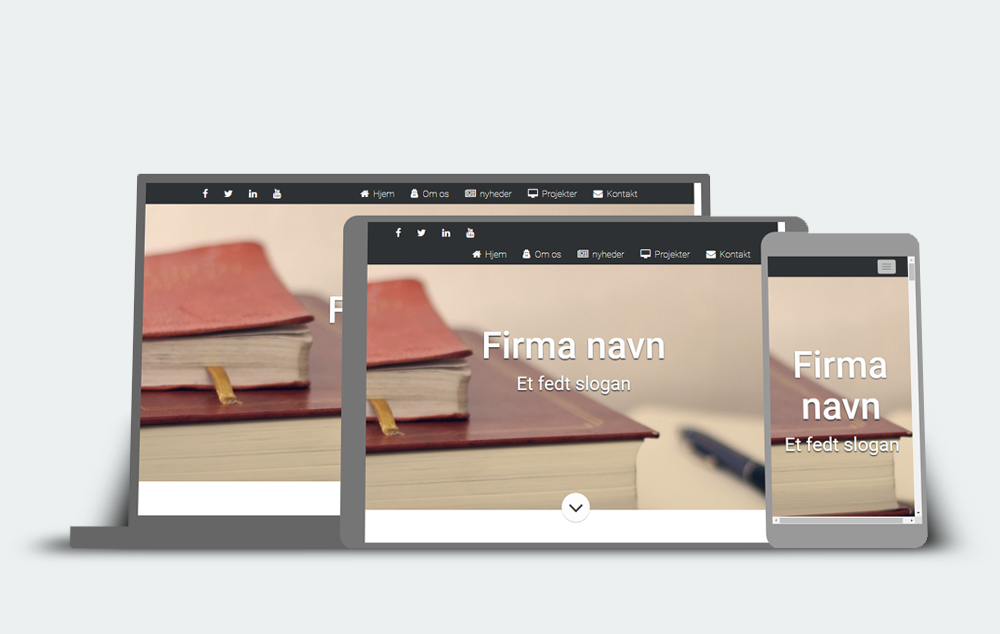 Hjem Om os nyheder Projekter Kontakt
F
Hjem Om os nyheder Projekter Kontakt
Firma navn
Et fedt slogan
Firma
navn
Et fedt slogan